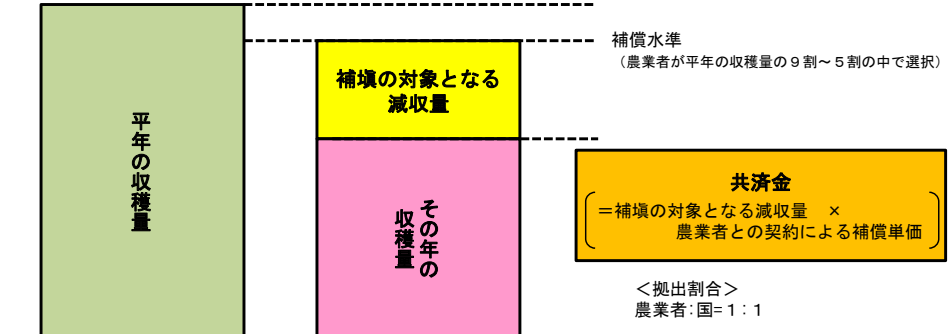 平年の収穫量
補塡の対象となる
減収量
その年の
収穫量
補償水準
（農業者が平年の収穫量の９割～５割の中で選択）
共済金
＝補塡の対象となる減収量　×
農業者との契約による補償単価
＜拠出割合＞
農業者：国=１：１